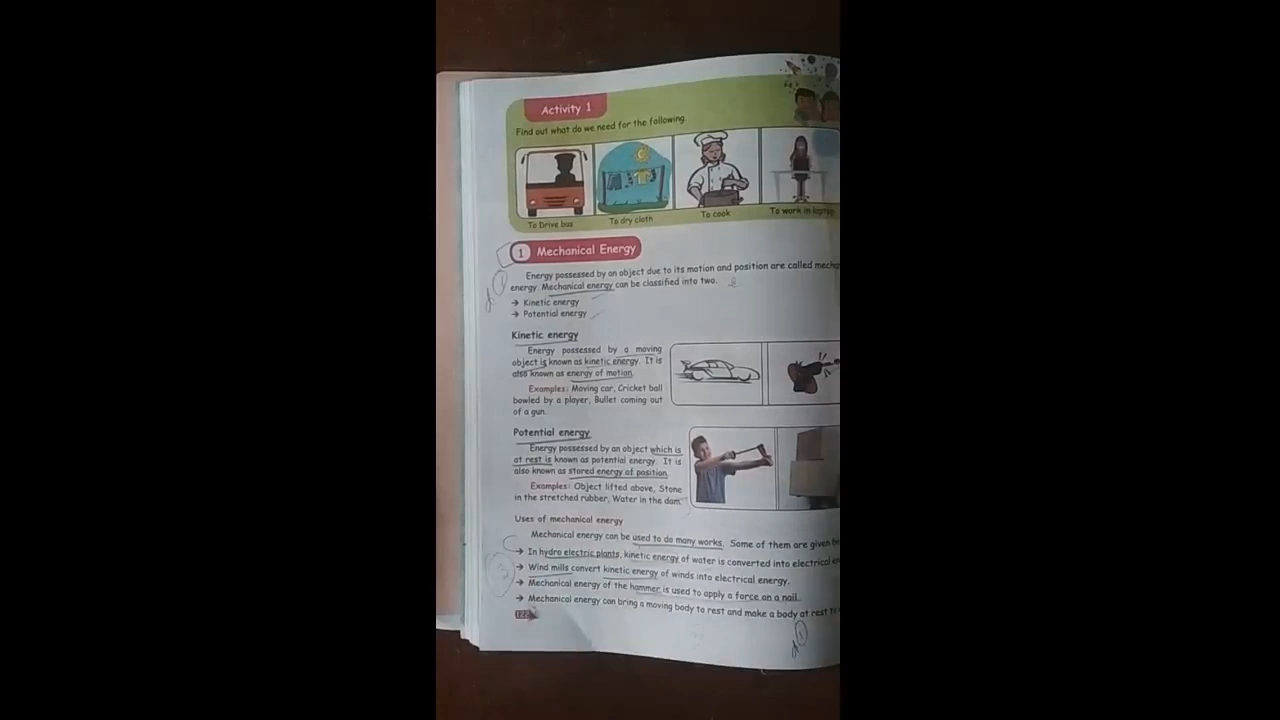 Activity 1
Find out what do we need for the following.
To Drive bus
To dry cloth
To cook
To work in laptop
1 Mechanical Energy
Energy possessed by an object due to its motion and position are called
energy. Mechanical energy can be classified into two. 2
→ Kinetic energy
→ Potential energy
Kinetic energy
Energy possessed by a moving
object is known as kinetic energy. It is
also known as energy of motion.
Examples: Moving car, Cricket ball
bowled by a player, Bullet coming out
of a gun.
Potential energy
Energy possessed by an object which is
at rest is known as potential energy. It is
also known as stored energy of position.
Examples: Object lifted above, Stone
in the stretched rubber, Water in the dam.
Uses of mechanical energy
Mechanical energy can be used to do many works. Some of them are given
→ In hydro electric plants, kinetic energy of water is converted into electrical
→ Wind mills convert kinetic energy of winds into electrical energy.
→ Mechanical energy of the hammer is used to apply a force on a nail.
→ Mechanical energy can bring a moving body to rest and make a body at rest to
122